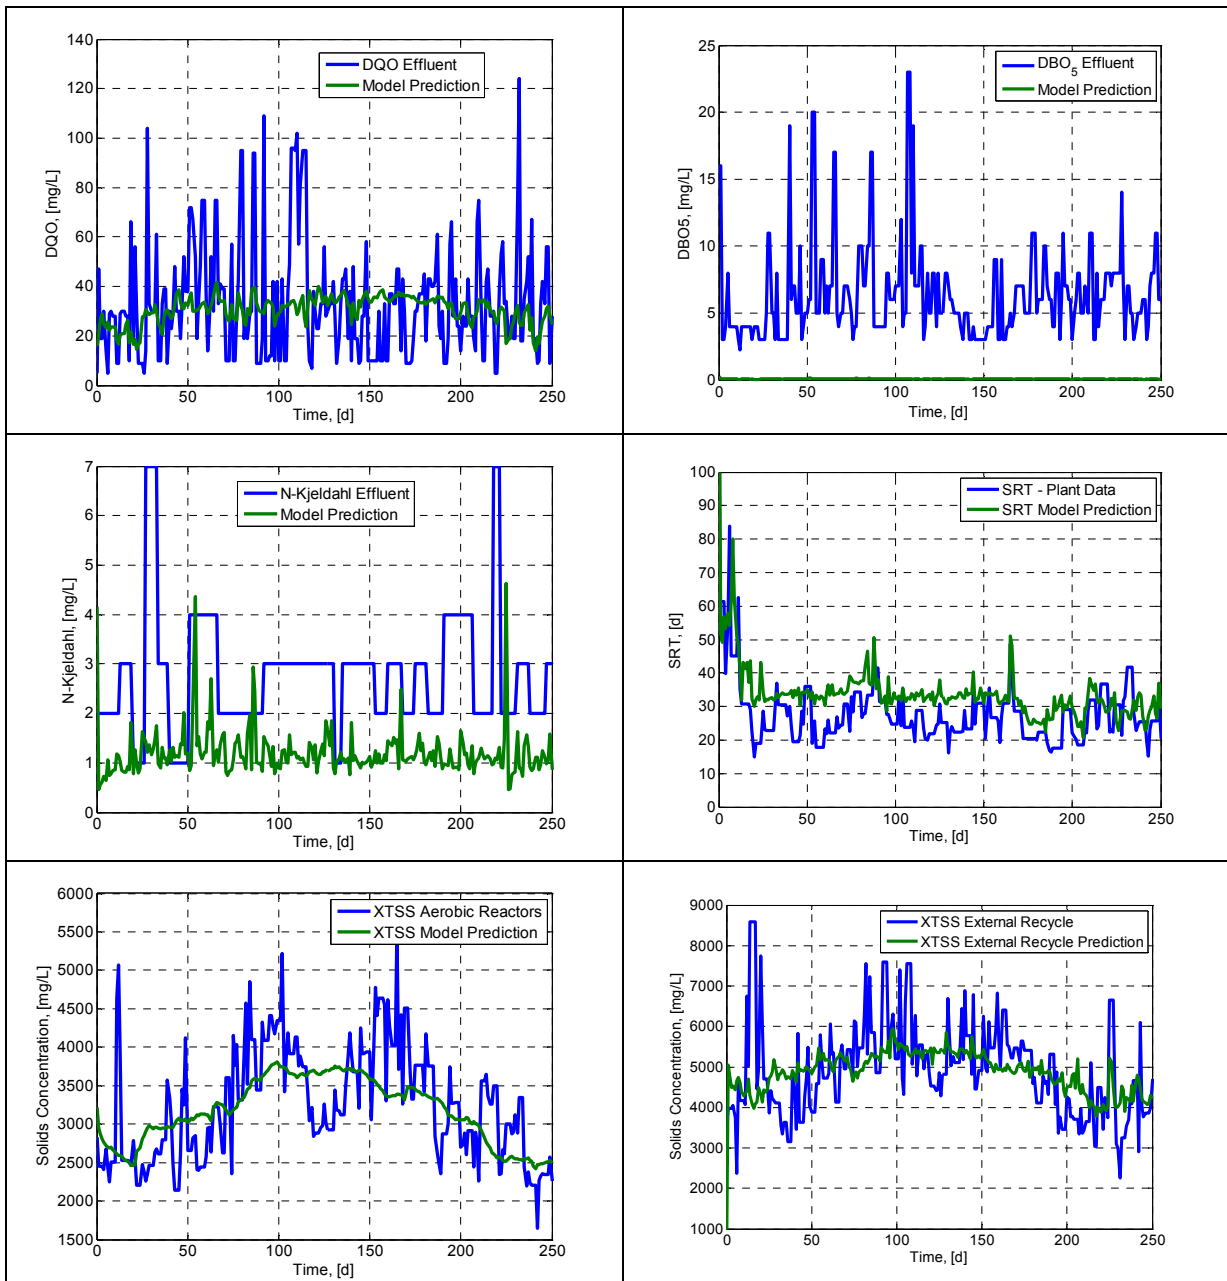 140
120
100
80
60
40
20
0
DQO, [mg/L]
DQO Effluent
Model Prediction
0 50 100 150 200 250
Time, [d]
25
20
15
10
5
0
DBO5, [mg/L]
DBO5 Effluent
Model Prediction
0 50 100 150 200 250
Time, [d]
7
6
5
4
3
2
1
0
N-Kjeldahl, [mg/L]
N-Kjeldahl Effluent
Model Prediction
0 50 100 150 200 250
Time, [d]
100
90
80
70
60
50
40
30
20
10
0
SRT, [d]
SRT - Plant Data
SRT Model Prediction
0 50 100 150 200 250
Time, [d]
6000
5500
5000
4500
4000
3500
3000
2500
2000
1500
Solids Concentration, [mg/L]
XTSS Aerobic Reactors
XTSS Model Prediction
0 50 100 150 200 250
Time, [d]
9000
8000
7000
6000
5000
4000
3000
2000
1000
Solids Concentration, [mg/L]
XTSS External Recycle
XTSS External Recycle Prediction
0 50 100 150 200 250
Time, [d]